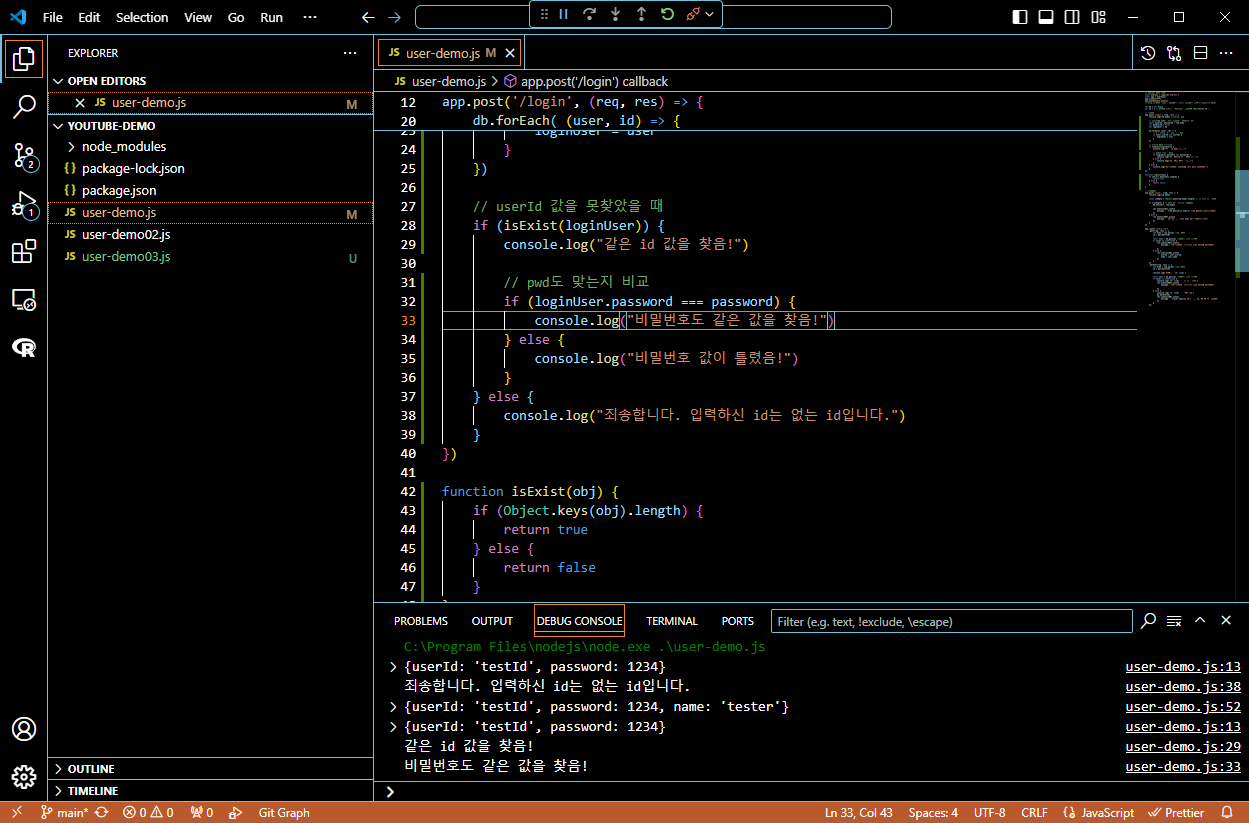 File Edit Selection View Go Run ···
EXPLORER ···
OPEN EDITORS
JS user-demo.js M
YOUTUBE-DEMO
node_modules
{} package-lock.json
{} package.json
JS user-demo.js M
JS user-demo02.js
JS user-demo03.js U
OUTLINE
TIMELINE
2
1
JS user-demo.js M
JS user-demo.js > app.post('/login') callback
12 app.post('/login', (req, res) => {
20 db.forEach( (user, id) => {
23 loginUser = user
24 }
25 })
26
27 // userId 값을 못찾았을 때
28 if (isExist(loginUser)) {
29 console.log("같은 id 값을 찾음!")
30
31 // pwd도 맞는지 비교
32 if (loginUser.password === password) {
33 console.log("비밀번호도 같은 값을 찾음!")
34 } else {
35 console.log("비밀번호 값이 틀렸음!")
36 }
37 } else {
38 console.log("죄송합니다. 입력하신 id는 없는 id입니다.")
39 }
40 })
41
42 function isExist(obj) {
43 if (Object.keys(obj).length) {
44 return true
45 } else {
46 return false
47 }
PROBLEMS OUTPUT DEBUG CONSOLE TERMINAL PORTS Filter (e.g. text, !exclude, \escape)
C:\Program Files\nodejs\node.exe .\user-demo.js
> {userId: 'testId', password: 1234} user-demo.js:13
죄송합니다. 입력하신 id는 없는 id입니다. user-demo.js:38
> {userId: 'testId', password: 1234, name: 'tester'} user-demo.js:52
> {userId: 'testId', password: 1234} user-demo.js:13
같은 id 값을 찾음! user-demo.js:29
비밀번호도 같은 값을 찾음! user-demo.js:33
>
main* 0 0 0 Git Graph Ln 33, Col 43 Spaces: 4 UTF-8 CRLF {} JavaScript Prettier